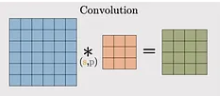 Convolution
* =
(s,p)